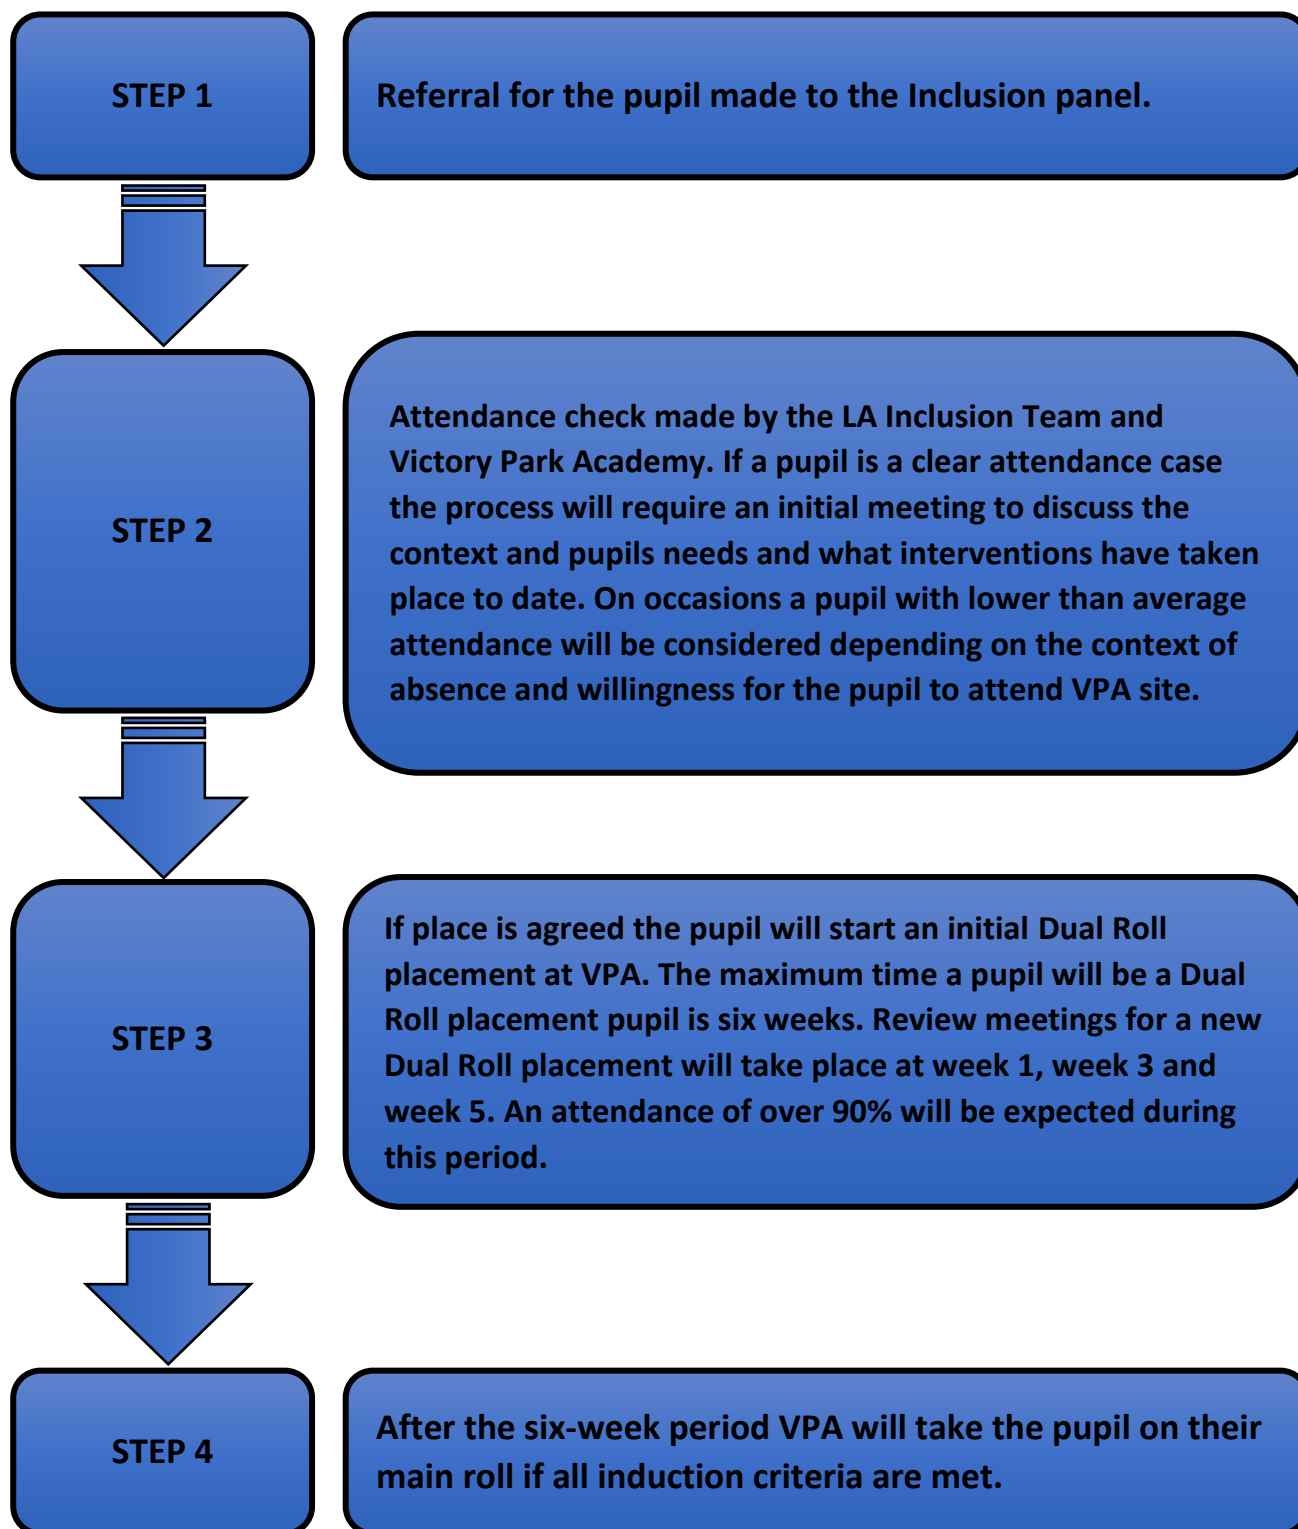 STEP 1
Referral for the pupil made to the Inclusion panel.
STEP 2
Attendance check made by the LA Inclusion Team and
Victory Park Academy. If a pupil is a clear attendance case
the process will require an initial meeting to discuss the
context and pupils needs and what interventions have taken
place to date. On occasions a pupil with lower than average
attendance will be considered depending on the context of
absence and willingness for the pupil to attend VPA site.
STEP 3
If place is agreed the pupil will start an initial Dual Roll
placement at VPA. The maximum time a pupil will be a Dual
Roll placement pupil is six weeks. Review meetings for a new
Dual Roll placement will take place at week 1, week 3 and
week 5. An attendance of over 90% will be expected during
this period.
STEP 4
After the six-week period VPA will take the pupil on their
main roll if all induction criteria are met.